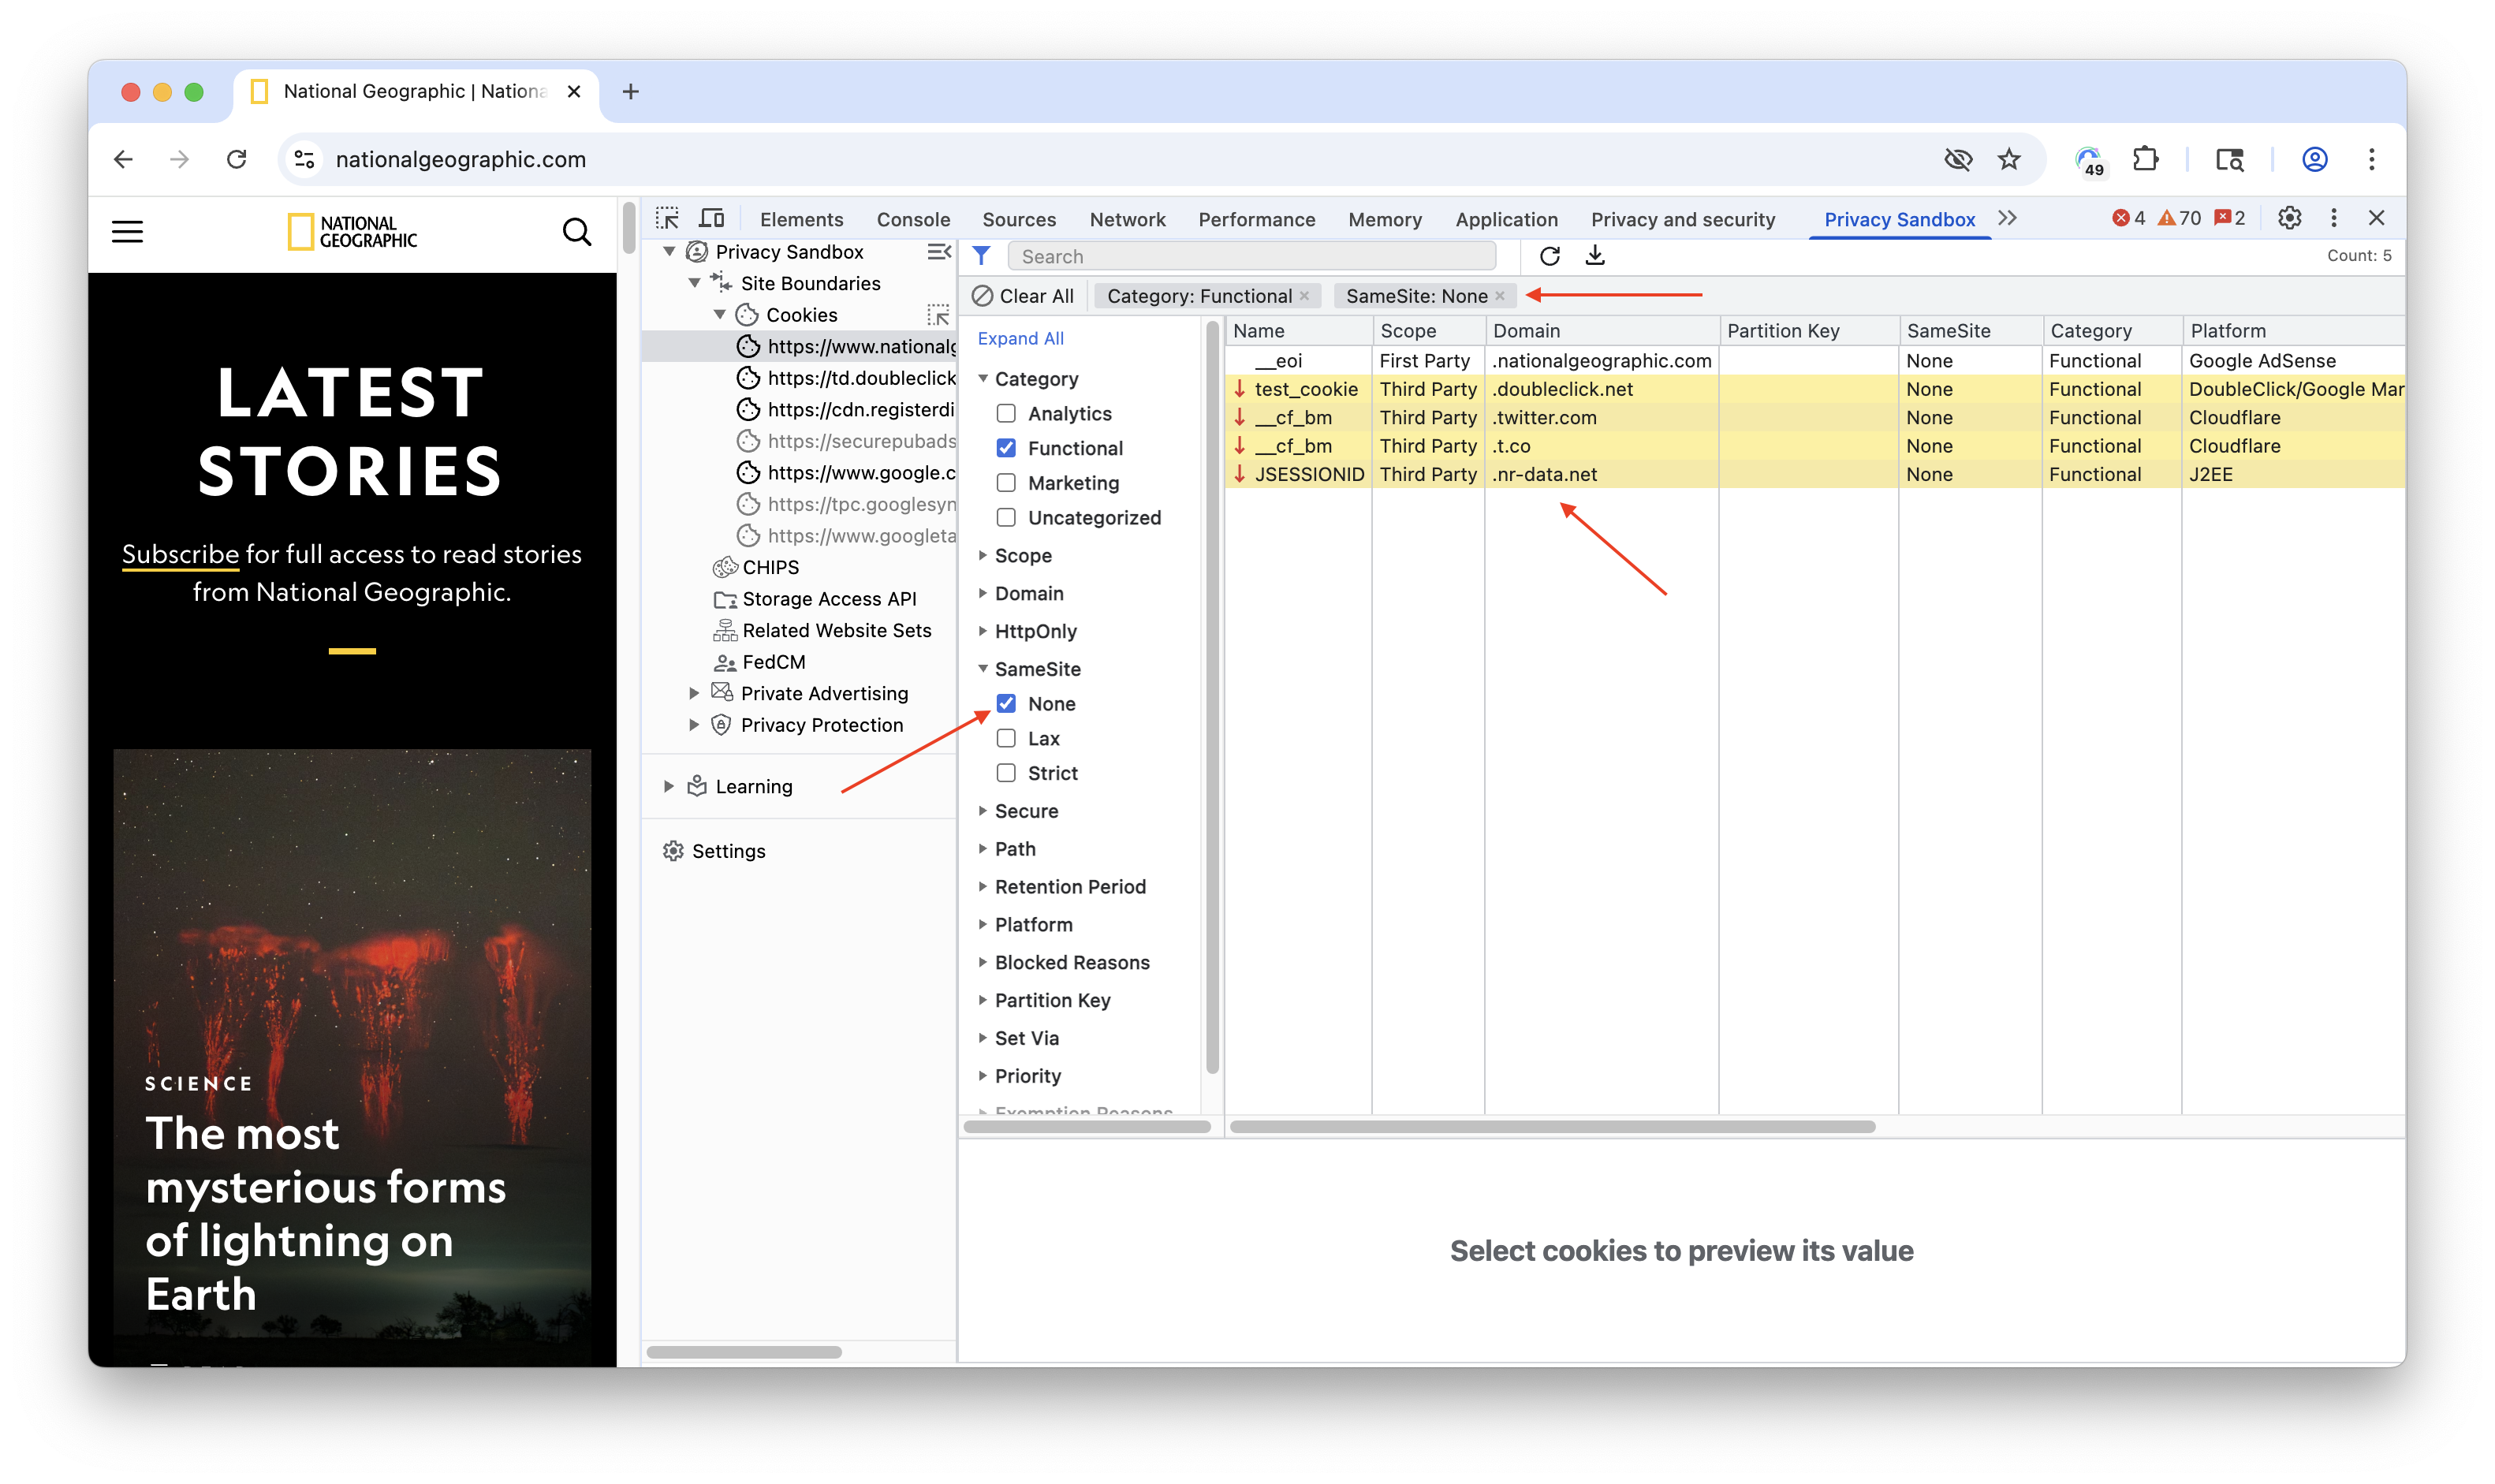 National Geographic | Nationa
nationalgeographic.com
49
NATIONAL
GEOGRAPHIC
LATEST
STORIES
Subscribe for full access to read stories
from National Geographic.
SCIENCE
The most
mysterious forms
of lightning on
Earth
Elements Console Sources Network Performance Memory Application Privacy and security Privacy Sandbox 4 70 2
Privacy Sandbox
Site Boundaries
Cookies
https://www.nationalg
https://td.doubleclick
https://cdn.registerdi
https://securepubads
https://www.google.c
https://tpc.googlesyn
https://www.googleta
CHIPS
Storage Access API
Related Website Sets
FedCM
Private Advertising
Privacy Protection
Learning
Settings
Search
Count: 5
Clear All Category: Functional × SameSite: None ×
Expand All
Category
Analytics
Functional
Marketing
Uncategorized
Scope
Domain
HttpOnly
SameSite
None
Lax
Strict
Secure
Path
Retention Period
Platform
Blocked Reasons
Partition Key
Set Via
Priority
Exemption Reasons
Name Scope Domain Partition Key SameSite Category Platform
__eoi First Party .nationalgeographic.com None Functional Google AdSense
test_cookie Third Party .doubleclick.net None Functional DoubleClick/Google Mar
__cf_bm Third Party .twitter.com None Functional Cloudflare
__cf_bm Third Party .t.co None Functional Cloudflare
JSESSIONID Third Party .nr-data.net None Functional J2EE
Select cookies to preview its value